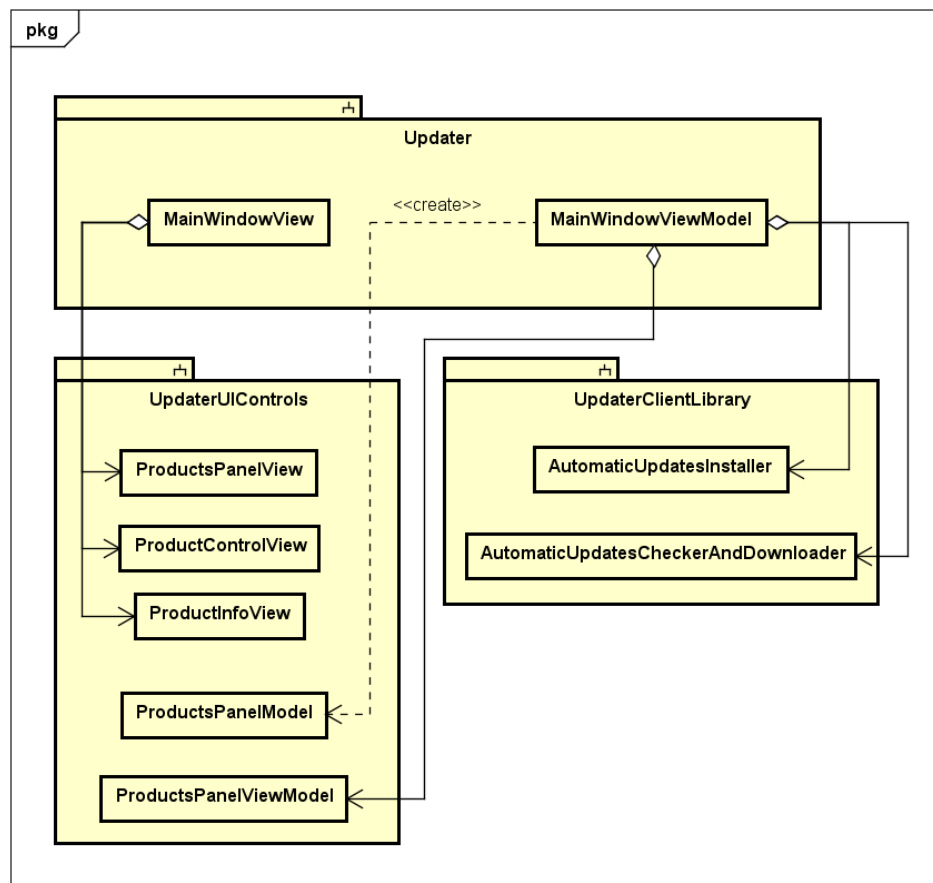 pkg
Updater
<<create>>
MainWindowView
MainWindowViewModel
UpdaterUIControls
UpdaterClientLibrary
ProductsPanelView
AutomaticUpdatesInstaller
ProductControlView
AutomaticUpdatesCheckerAndDownloader
ProductInfoView
ProductsPanelModel
ProductsPanelViewModel